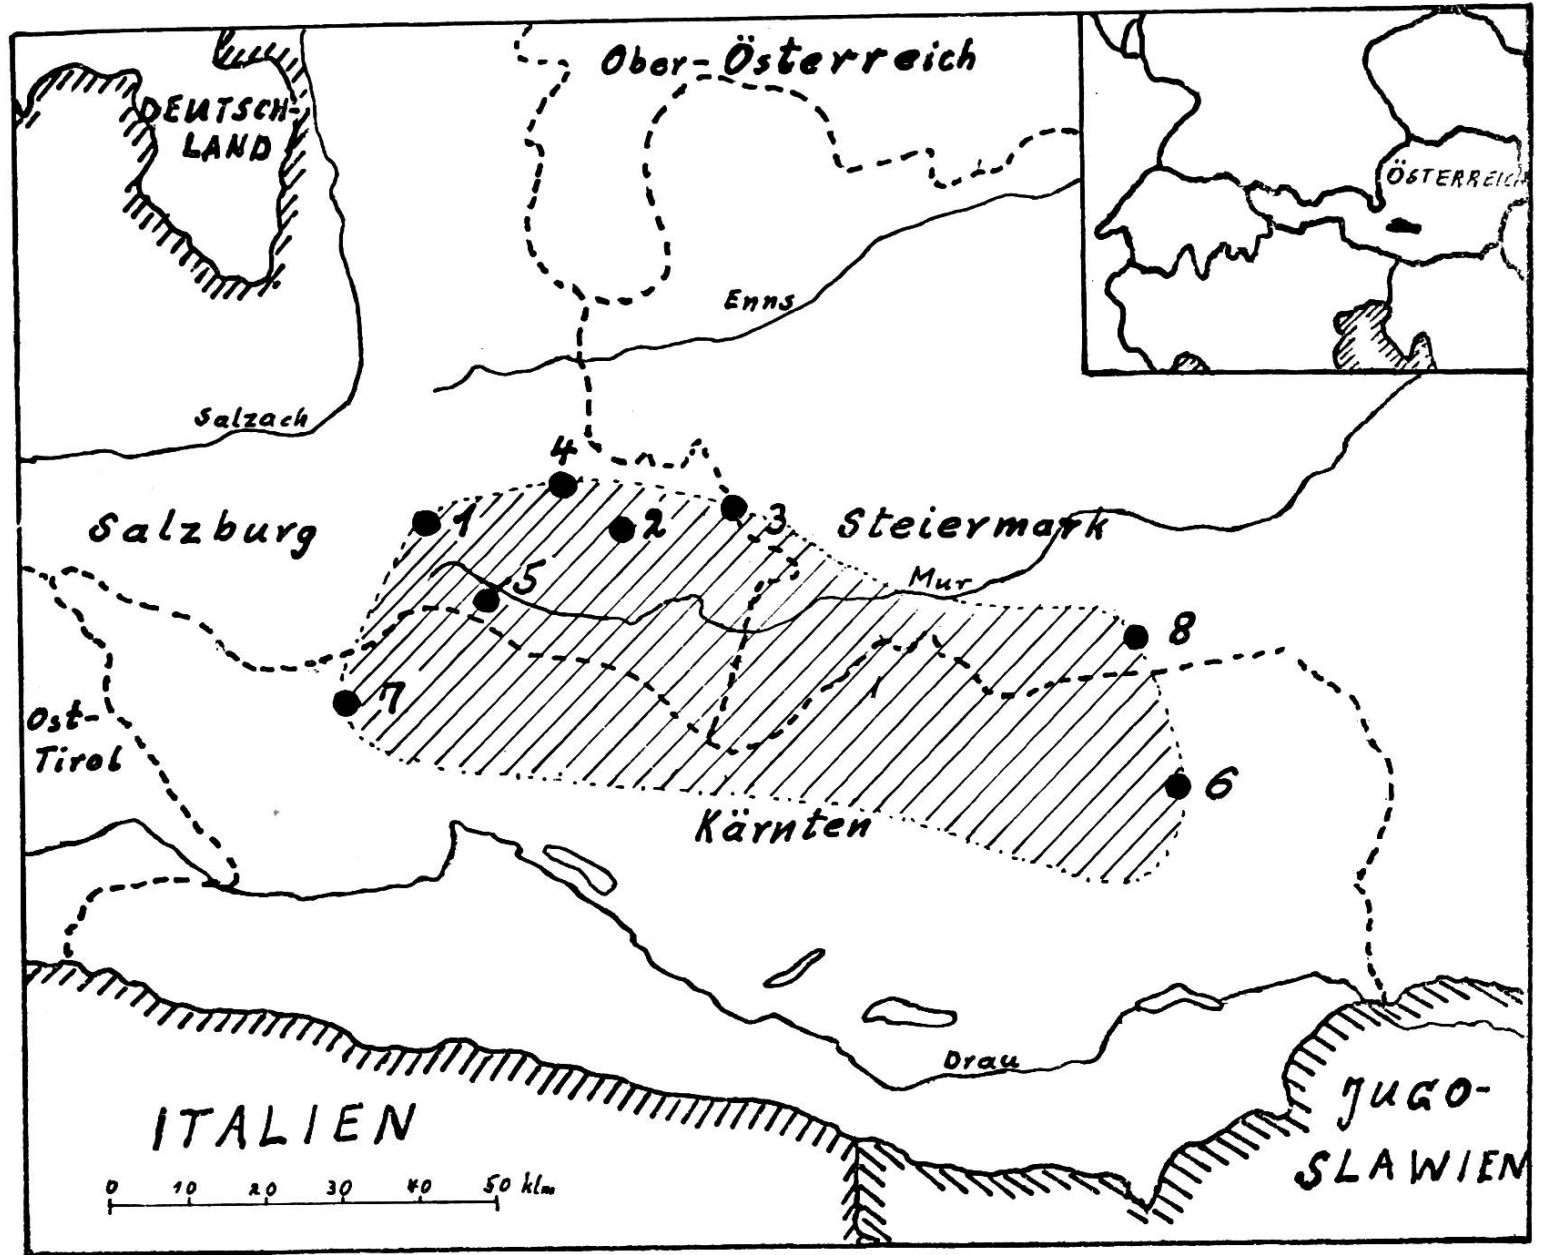 Ober-Österreich
DEUTSCH-
LAND
ÖSTERREICH
Enns
Salzach
4
Salzburg
1
2
3
Steiermark
5
Mur
8
7
Ost-
Tirol
6
Kärnten
Drau
ITALIEN
JUGO-
SLAWIEN
0 10 20 30 40 50 klm